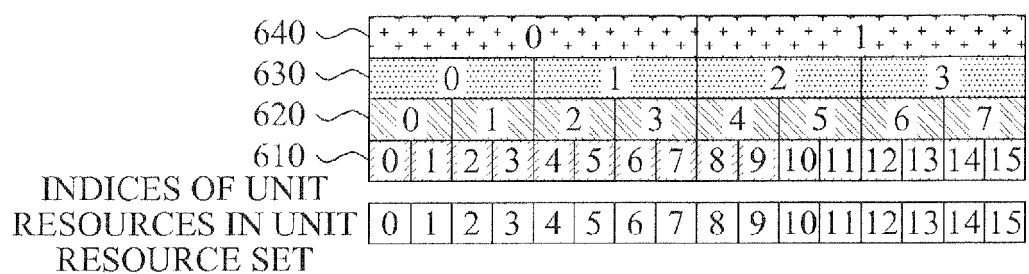 640 0 1
630 0 1 2 3
620 0 1 2 3 4 5 6 7
610 0 1 2 3 4 5 6 7 8 9 10 11 12 13 14 15
INDICES OF UNIT
RESOURCES IN UNIT 0 1 2 3 4 5 6 7 8 9 10 11 12 13 14 15
RESOURCE SET